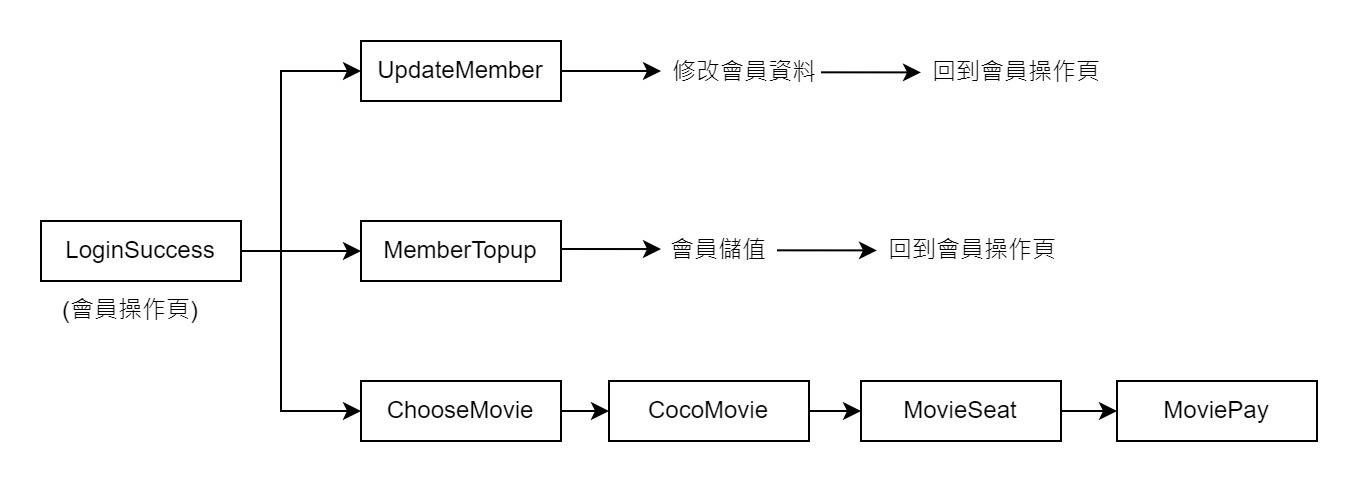 UpdateMember
修改會員資料
回到會員操作頁
LoginSuccess
(會員操作頁)
MemberTopup
會員儲值
回到會員操作頁
ChooseMovie
CocoMovie
MovieSeat
MoviePay